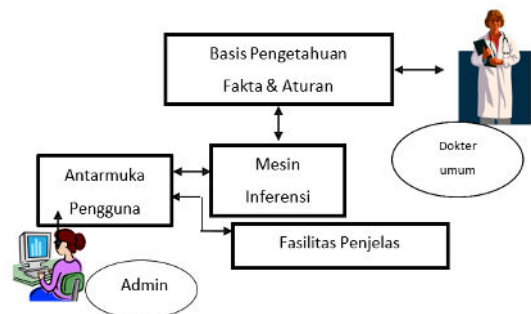 Basis Pengetahuan
Fakta & Aturan
Dokter
umum
Mesin
Inferensi
Antarmuka
Pengguna
Fasilitas Penjelas
Admin